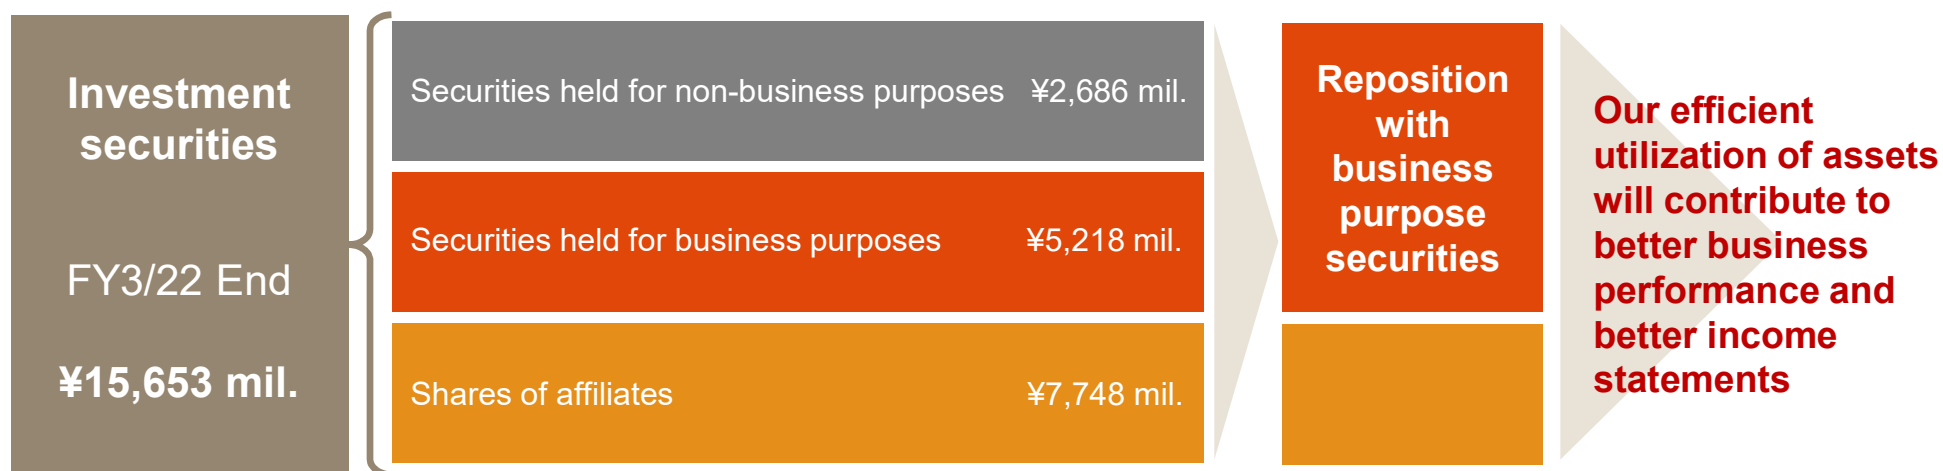 Investment
securities
FY3/22 End
¥15,653 mil.
Securities held for non-business purposes ¥2,686 mil.
Securities held for business purposes ¥5,218 mil.
Shares of affiliates ¥7,748 mil.
Reposition
with
business
purpose
securities
Our efficient
utilization of assets
will contribute to
better business
performance and
better income
statements